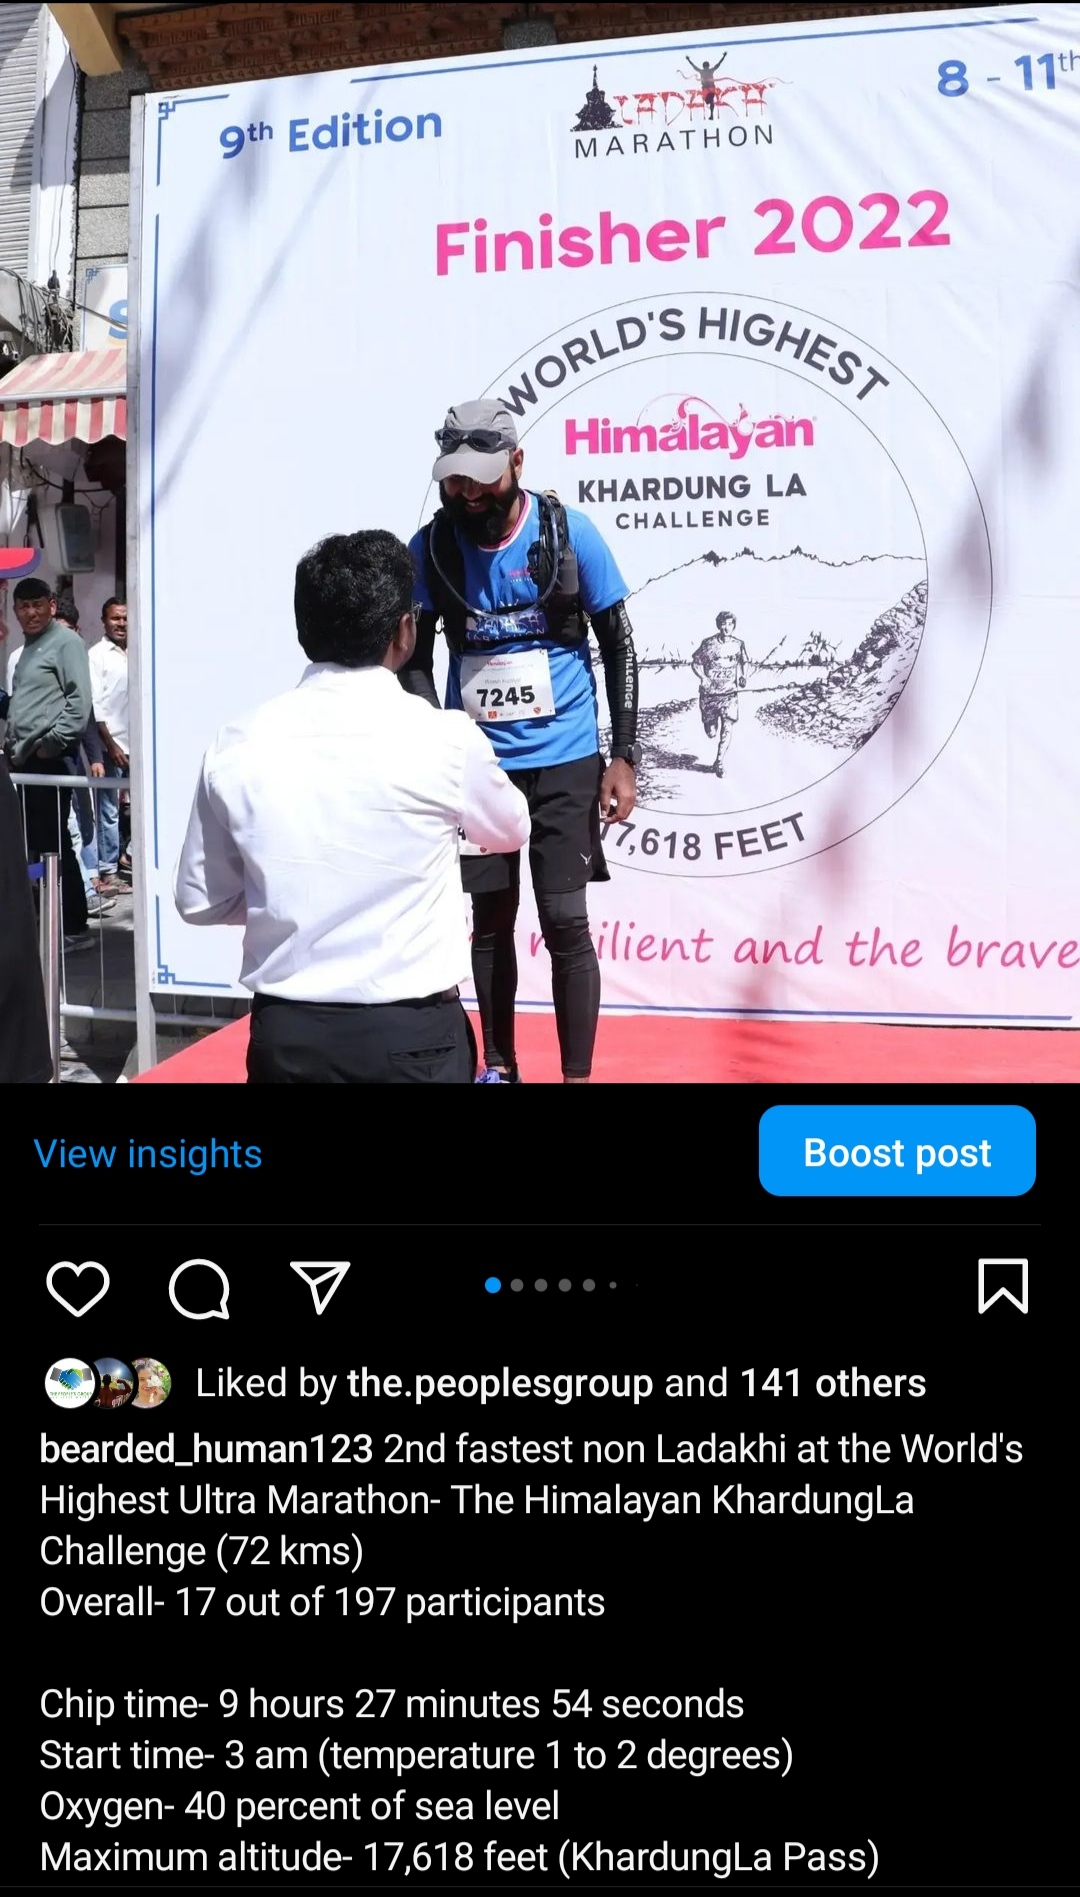 9th Edition
LADAKH
MARATHON
8 - 11th
Finisher 2022
WORLD'S HIGHEST
Himalayan
KHARDUNG LA
CHALLENGE
7232
7245
17,618 FEET
and the brave
View insights
Boost post
Liked by the.peoplesgroup and 141 others
bearded_human123 2nd fastest non Ladakhi at the World's
Highest Ultra Marathon- The Himalayan KhardungLa
Challenge (72 kms)
Overall- 17 out of 197 participants
Chip time- 9 hours 27 minutes 54 seconds
Start time- 3 am (temperature 1 to 2 degrees)
Oxygen- 40 percent of sea level
Maximum altitude- 17,618 feet (KhardungLa Pass)